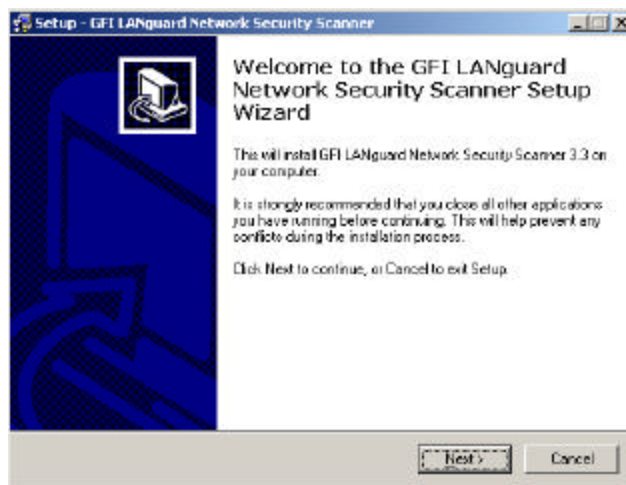 Setup - GFI LANguard Network Security Scanner
Welcome to the GFI LANguard
Network Security Scanner Setup
Wizard
This will install GFI LANguard Network Security Scanner 3.3 on
your computer.
It is strongly recommended that you close all other applications
you have running before continuing. This will help prevent any
conflicts during the installation process.
Click Next to continue, or Cancel to exit Setup.
Next >
Cancel